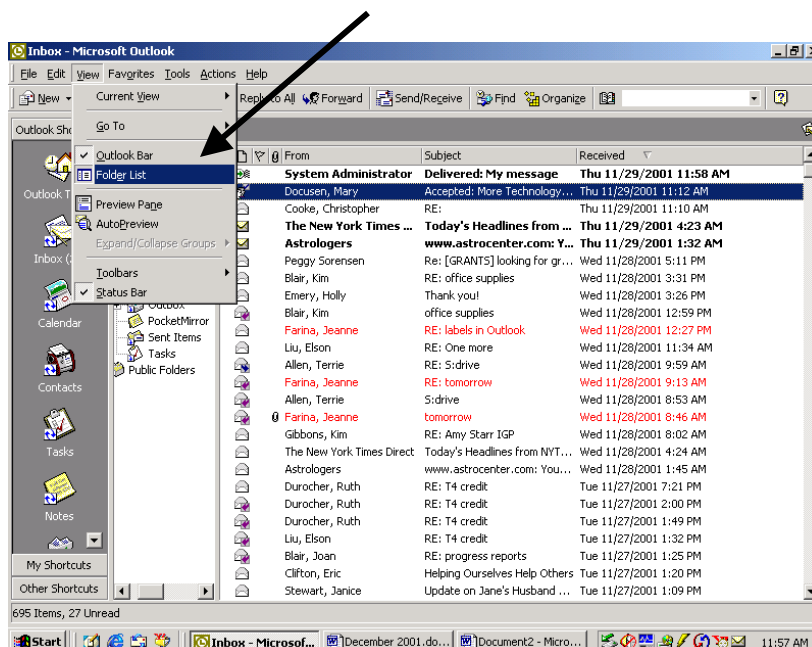 Inbox - Microsoft Outlook
File Edit View Favorites Tools Actions Help
New Reply to All Forward Send/Receive Find Organize
Current View
Go To
Outlook Bar
Folder List
Preview Pane
AutoPreview
Expand/Collapse Groups
Toolbars
Status Bar
Outlook Sho
Outlook T
Inbox (2
Calendar
Contacts
Tasks
Notes
My Shortcuts
Other Shortcuts
Outbox
PocketMirror
Sent Items
Tasks
Public Folders
From Subject Received
System Administrator Delivered: My message Thu 11/29/2001 11:58 AM
Docusen, Mary Accepted: More Technology... Thu 11/29/2001 11:12 AM
Cooke, Christopher RE: Thu 11/29/2001 11:10 AM
The New York Times ... Today's Headlines from ... Thu 11/29/2001 4:23 AM
Astrologers www.astrocenter.com: Y... Thu 11/29/2001 1:32 AM
Peggy Sorensen Re: [GRANTS] looking for gr... Wed 11/28/2001 5:11 PM
Blair, Kim RE: office supplies Wed 11/28/2001 3:31 PM
Emery, Holly Thank you! Wed 11/28/2001 3:26 PM
Blair, Kim office supplies Wed 11/28/2001 12:59 PM
Farina, Jeanne RE: labels in Outlook Wed 11/28/2001 12:27 PM
Liu, Elson RE: One more Wed 11/28/2001 11:34 AM
Allen, Terrie RE: S:drive Wed 11/28/2001 9:59 AM
Farina, Jeanne RE: tomorrow Wed 11/28/2001 9:13 AM
Allen, Terrie S:drive Wed 11/28/2001 8:53 AM
Farina, Jeanne tomorrow Wed 11/28/2001 8:46 AM
Gibbons, Kim RE: Amy Starr IGP Wed 11/28/2001 8:02 AM
The New York Times Direct Today's Headlines from NYT... Wed 11/28/2001 4:24 AM
Astrologers www.astrocenter.com: You... Wed 11/28/2001 1:45 AM
Durocher, Ruth RE: T4 credit Tue 11/27/2001 7:21 PM
Durocher, Ruth RE: T4 credit Tue 11/27/2001 2:00 PM
Durocher, Ruth RE: T4 credit Tue 11/27/2001 1:49 PM
Liu, Elson RE: T4 credit Tue 11/27/2001 1:32 PM
Blair, Joan RE: progress reports Tue 11/27/2001 1:25 PM
Clifton, Eric Helping Ourselves Help Others Tue 11/27/2001 1:20 PM
Stewart, Janice Update on Jane's Husband ... Tue 11/27/2001 1:09 PM
695 Items, 27 Unread
Start Inbox - Microsof... December 2001.do... Document2 - Micro... 11:57 AM